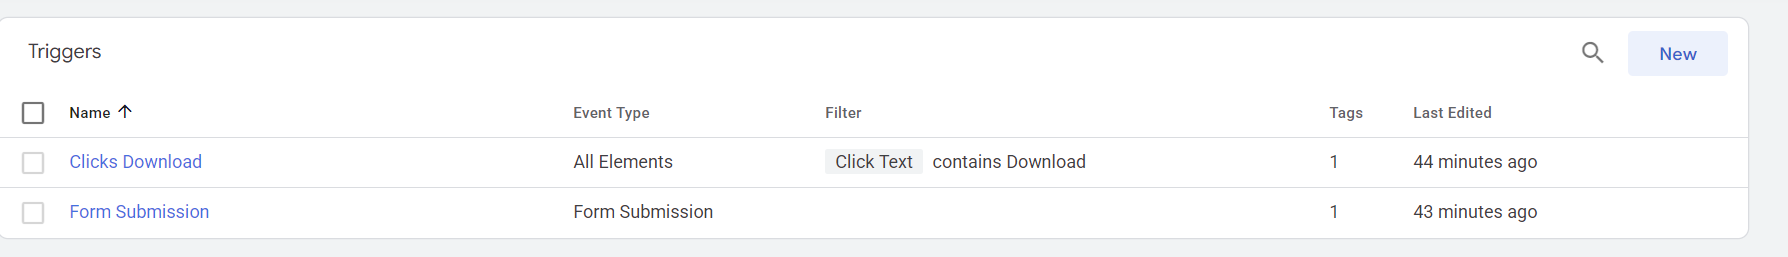 Triggers
New
Name Event Type Filter Tags Last Edited
Clicks Download All Elements Click Text contains Download 1 44 minutes ago
Form Submission Form Submission 1 43 minutes ago